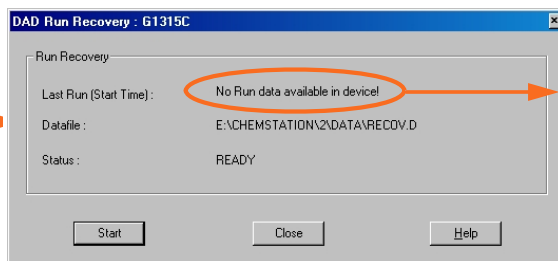 DAD Run Recovery : G1315C
Run Recovery
Last Run (Start Time) : No Run data available in device!
Datafile : E:\CHEMSTATION\2\DATA\RECOV.D
Status : READY
Start Close Help